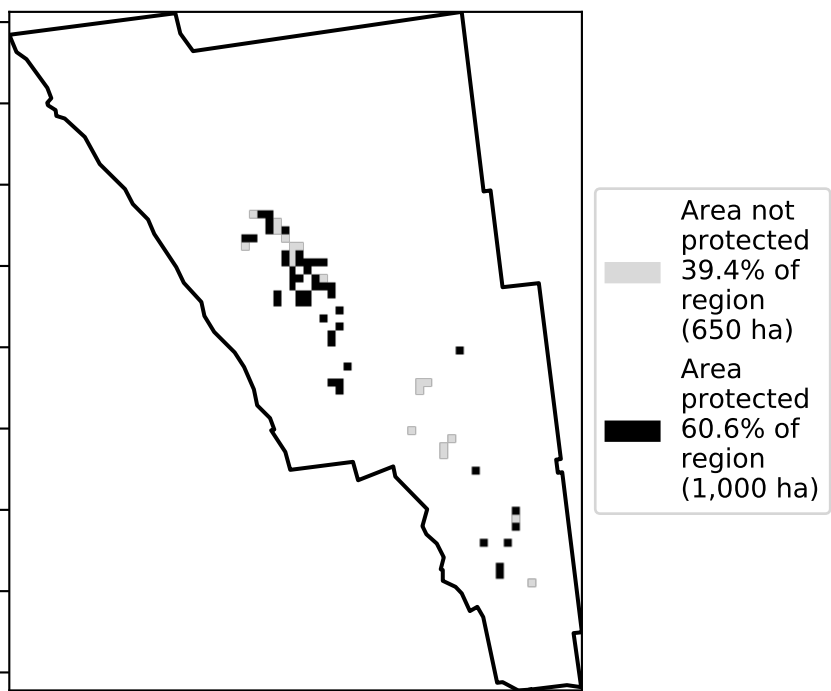 Area not
protected
39.4% of
region
(650 ha)
Area
protected
60.6% of
region
(1,000 ha)